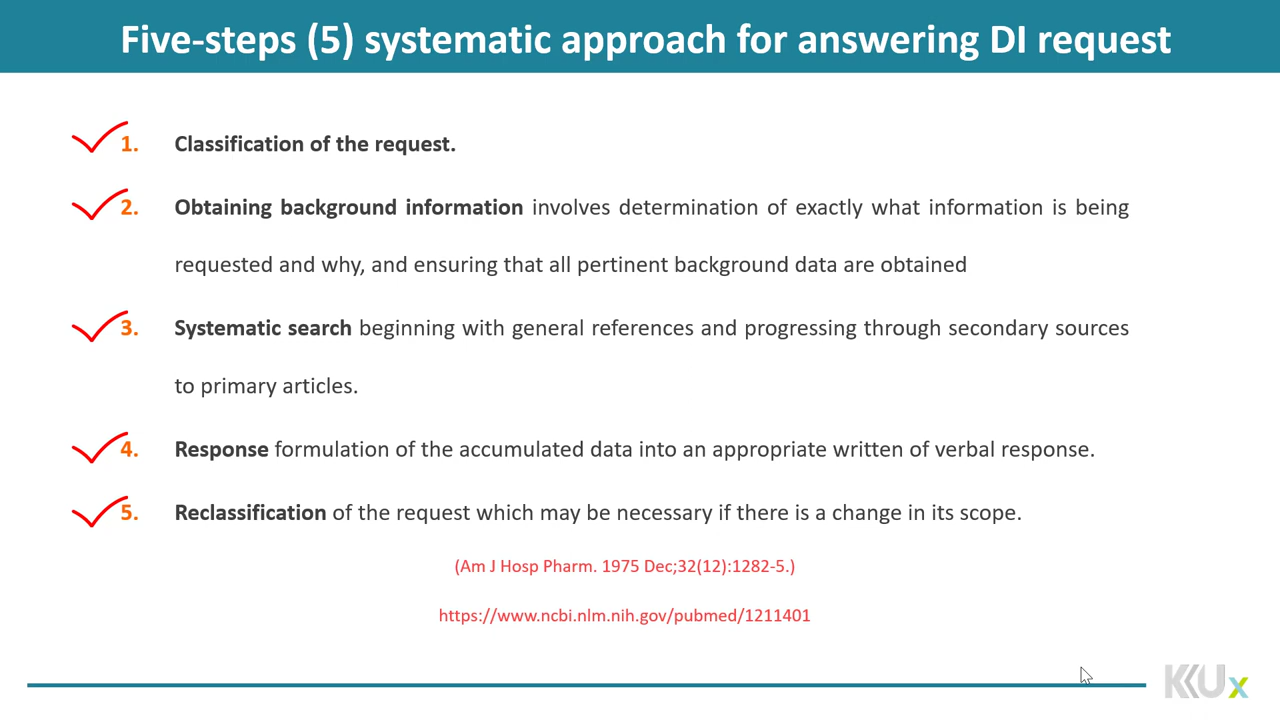 Five-steps (5) systematic approach for answering DI request
1. Classification of the request.
2. Obtaining background information involves determination of exactly what information is being
requested and why, and ensuring that all pertinent background data are obtained
3. Systematic search beginning with general references and progressing through secondary sources
to primary articles.
4. Response formulation of the accumulated data into an appropriate written of verbal response.
5. Reclassification of the request which may be necessary if there is a change in its scope.
(Am J Hosp Pharm. 1975 Dec;32(12):1282-5.)
https://www.ncbi.nlm.nih.gov/pubmed/1211401
KKUx